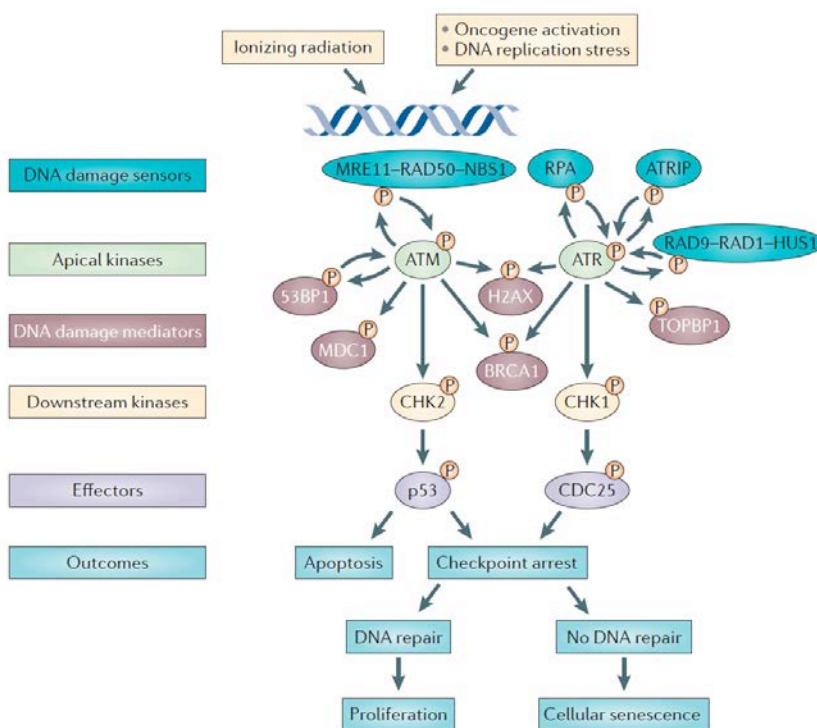 Ionizing radiation
• Oncogene activation
• DNA replication stress
DNA damage sensors
MRE11–RAD50–NBS1
RPA
ATRIP
P
P
P
RAD9–RAD1–HUS1
P
Apical kinases
ATM
P
ATR
P
53BP1
P
H2AX
P
DNA damage mediators
MDC1
P
BRCA1
P
TOPBP1
P
Downstream kinases
CHK2
P
CHK1
P
Effectors
p53
P
CDC25
P
Outcomes
Apoptosis
Checkpoint arrest
DNA repair
No DNA repair
Proliferation
Cellular senescence